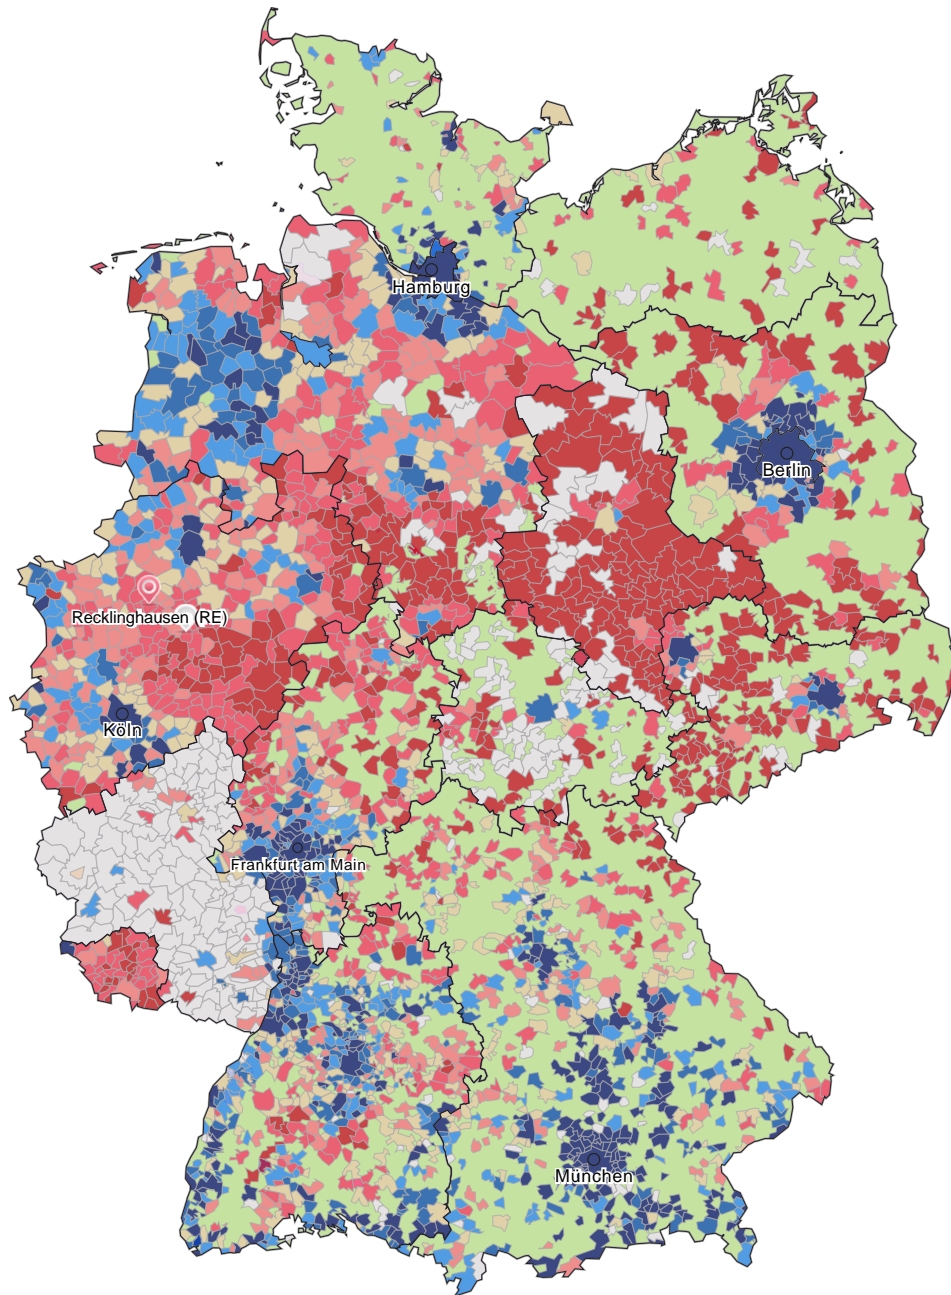 Hamburg
Berlin
Recklinghausen (RE)
Köln
Frankfurt am Main
München